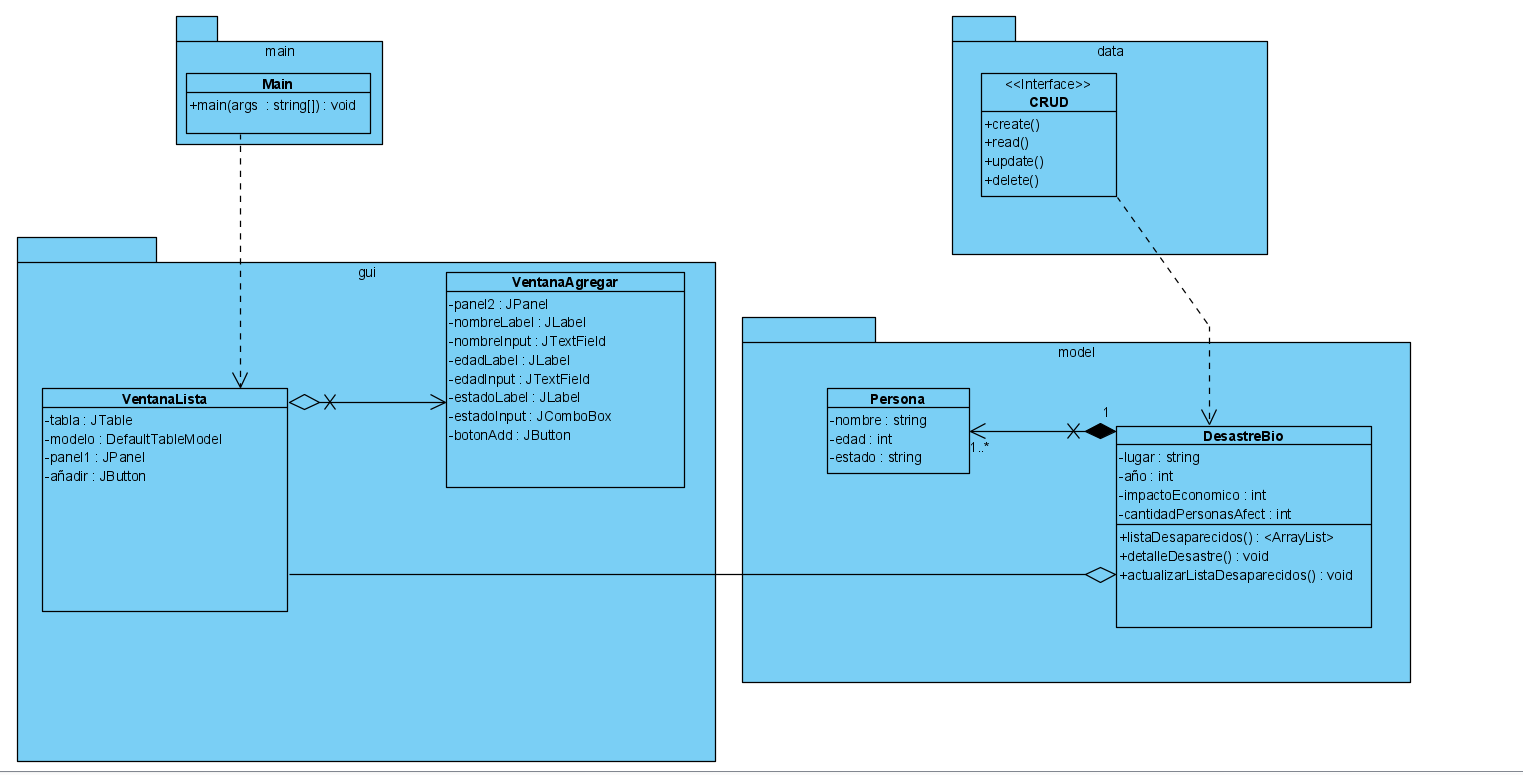 main
Main
+main(args : string[]) : void
data
<<Interface>>
CRUD
+create()
+read()
+update()
+delete()
gui
VentanaAgregar
-panel2 : JPanel
-nombreLabel : JLabel
-nombreInput : JTextField
-edadLabel : JLabel
-edadInput : JTextField
-estadoLabel : JLabel
-estadoInput : JComboBox
-botonAdd : JButton
VentanaLista
-tabla : JTable
-modelo : DefaultTableModel
-panel1 : JPanel
-añadir : JButton
model
Persona
-nombre : string
-edad : int
-estado : string
1..*
1
DesastreBio
-lugar : string
-año : int
-impactoEconomico : int
-cantidadPersonasAfect : int
+listaDesaparecidos() : <ArrayList>
+detalleDesastre() : void
+actualizarListaDesaparecidos() : void